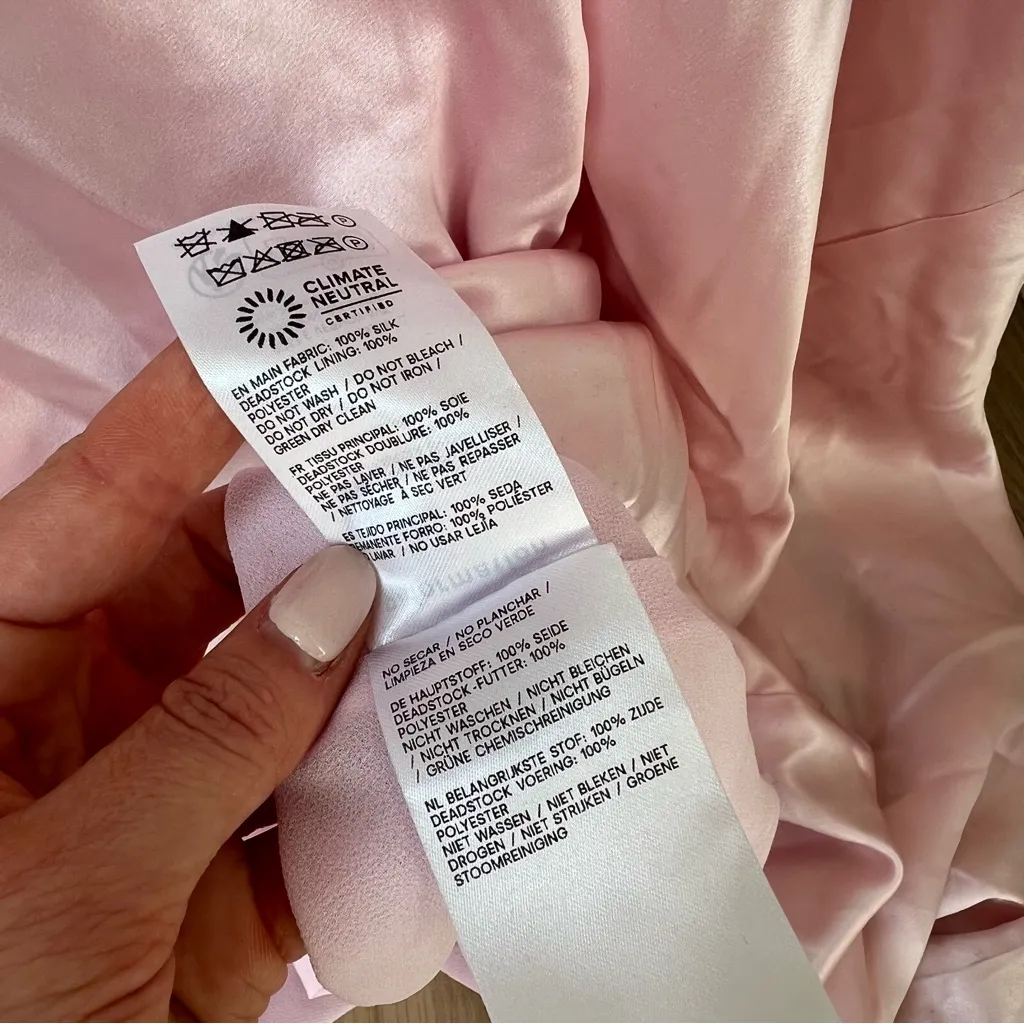 P
P
CLIMATE
NEUTRAL
CERTIFIED
EN MAIN FABRIC: 100% SILK
DEADSTOCK LINING: 100%
POLYESTER
DO NOT WASH / DO NOT BLEACH /
DO NOT DRY / DO NOT IRON /
GREEN DRY CLEAN
FR TISSU PRINCIPAL: 100% SOIE
DEADSTOCK DOUBLURE: 100%
POLYESTER
NE PAS LAVER / NE PAS JAVELLISER /
NE PAS SÉCHER / NE PAS REPASSER
/ NETTOYAGE À SEC VERT
ES TEJIDO PRINCIPAL: 100% SEDA
FORRO: 100% POLIÉSTER
LAVAR / NO USAR LEJÍA
NO SECAR / NO PLANCHAR /
LIMPIEZA EN SECO VERDE
DE HAUPTSTOFF: 100% SEIDE
DEADSTOCK-FUTTER: 100%
POLYESTER
NICHT WASCHEN / NICHT BLEICHEN
/ NICHT TROCKNEN / NICHT BÜGELN
/ GRÜNE CHEMISCHREINIGUNG
NL BELANGRIJKSTE STOF: 100% ZIJDE
DEADSTOCK VOERING: 100%
POLYESTER
NIET WASSEN / NIET BLEKEN / NIET
DROGEN / NIET STRIJKEN / GROENE
STOOMREINIGING